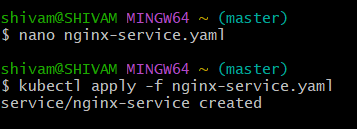 shivam@SHIVAM MINGW64 ~ (master)
$ nano nginx-service.yaml
shivam@SHIVAM MINGW64 ~ (master)
$ kubectl apply -f nginx-service.yaml
service/nginx-service created